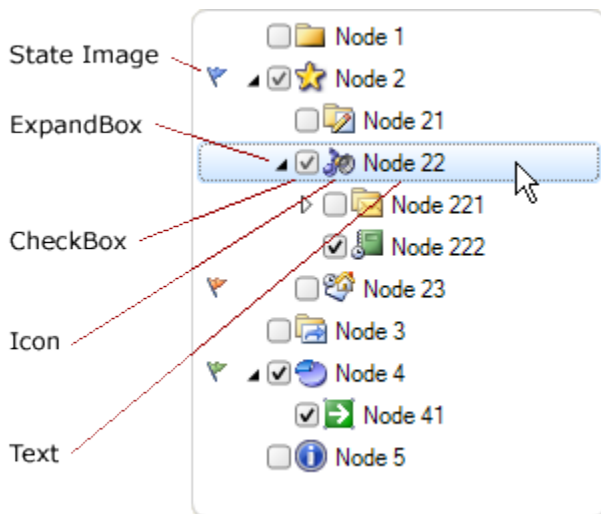 Node 1
State Image
Node 2
Node 21
ExpandBox
Node 22
Node 221
CheckBox
Node 222
Node 23
Icon
Node 3
Node 4
Node 41
Text
Node 5